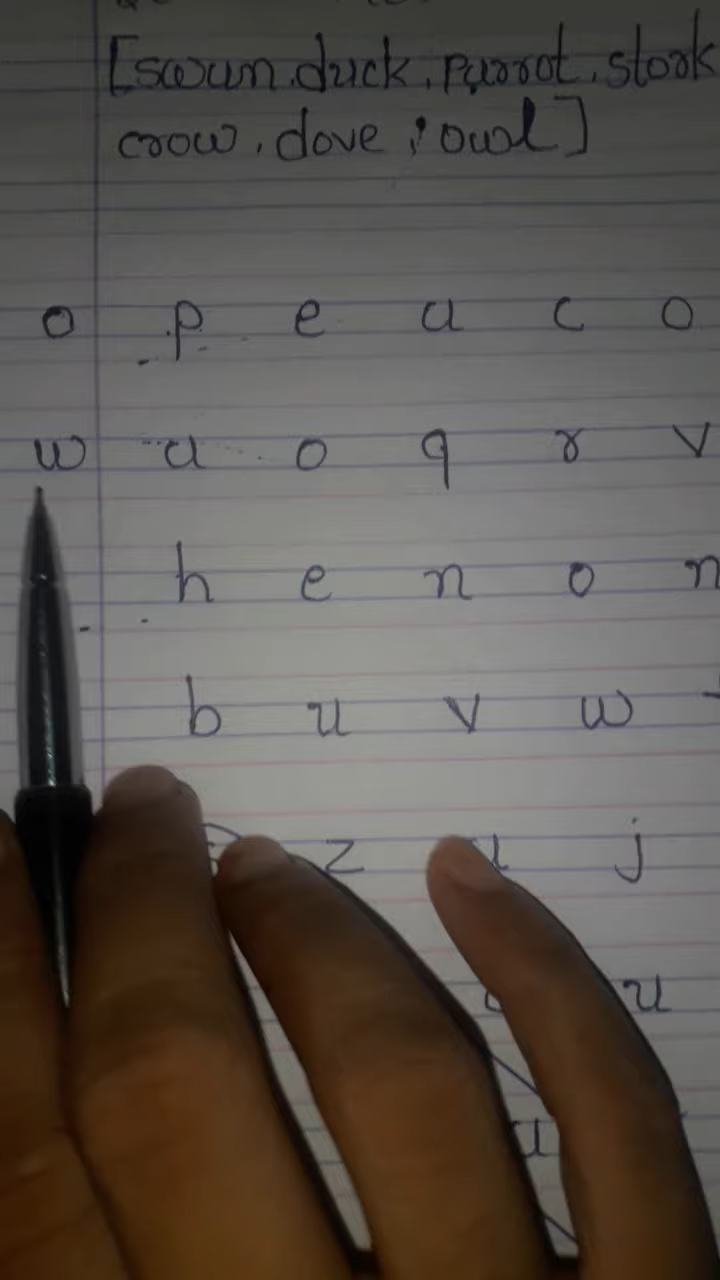 [swan, duck, parrot, stork
crow, dove, owl]
o p e a c o
w a o q r v
h e n o n
b u v w
z j
u